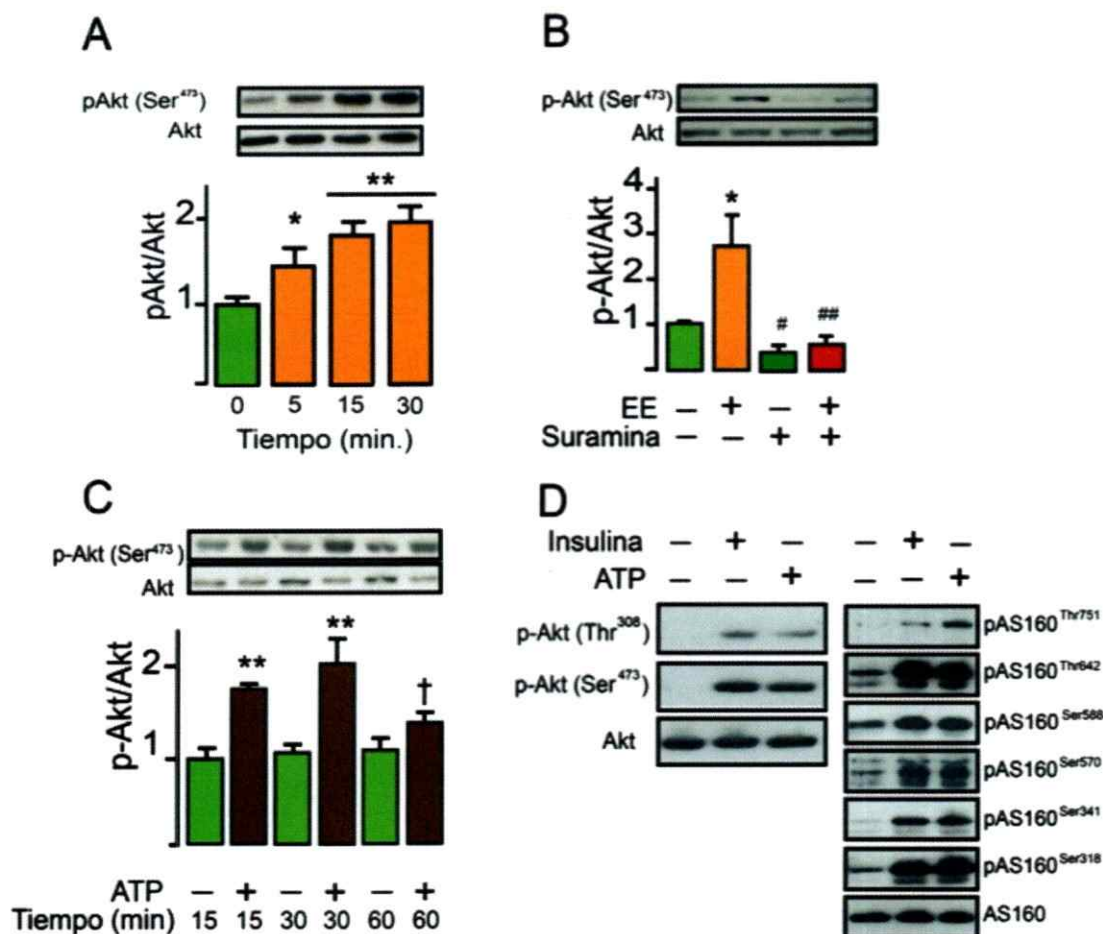 A
pAkt (Ser473)
Akt
**
*
pAkt/Akt
2
1
0 5 15 30
Tiempo (min.)
B
p-Akt (Ser473)
Akt
4
3
2
1
p-Akt/Akt
*
# ##
EE – + – +
Suramina – – + +
C
p-Akt (Ser473)
Akt
p-Akt/Akt
2
1
** ** †
ATP – + – + – +
Tiempo (min) 15 15 30 30 60 60
D
Insulina – + – – + –
ATP – – + – – +
p-Akt (Thr308)
p-Akt (Ser473)
Akt
pAS160Thr751
pAS160Thr642
pAS160Ser588
pAS160Ser570
pAS160Ser341
pAS160Ser318
AS160